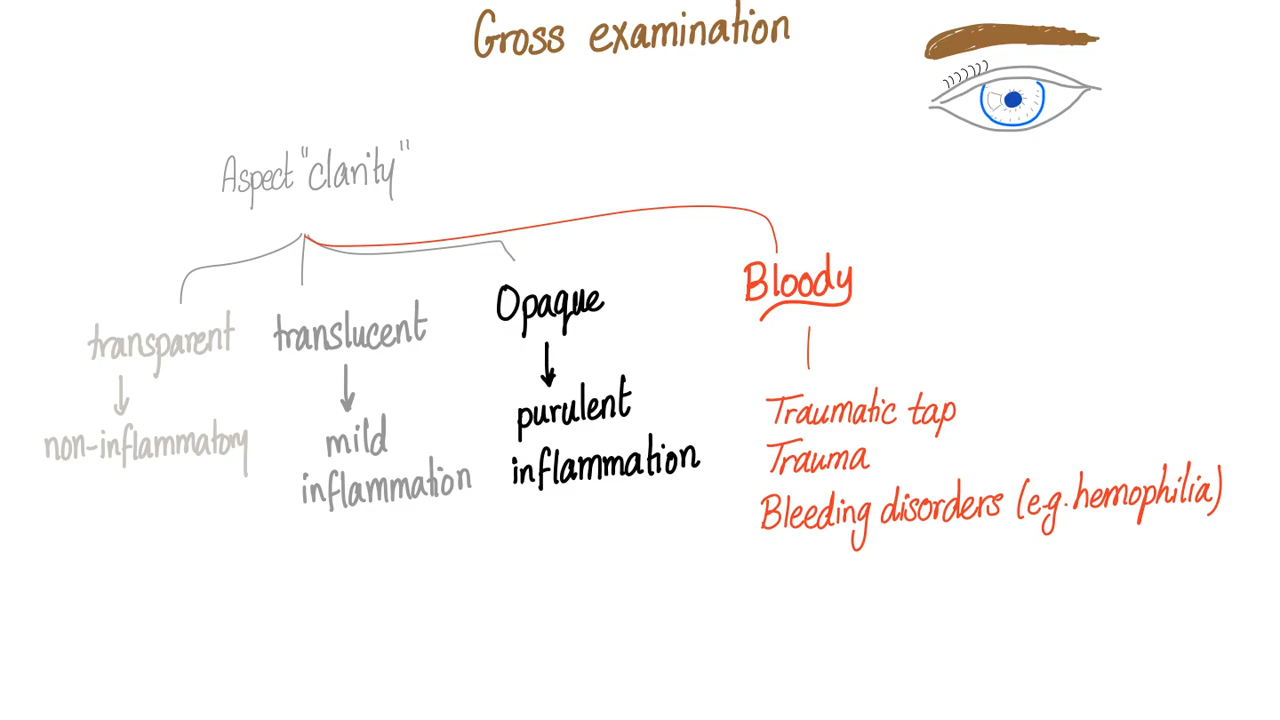 Gross examination
Aspect "clarity"
transparent
non-inflammatory
translucent
mild
inflammation
Opaque
purulent
inflammation
Bloody
Traumatic tap
Trauma
Bleeding disorders (e.g. hemophilia)